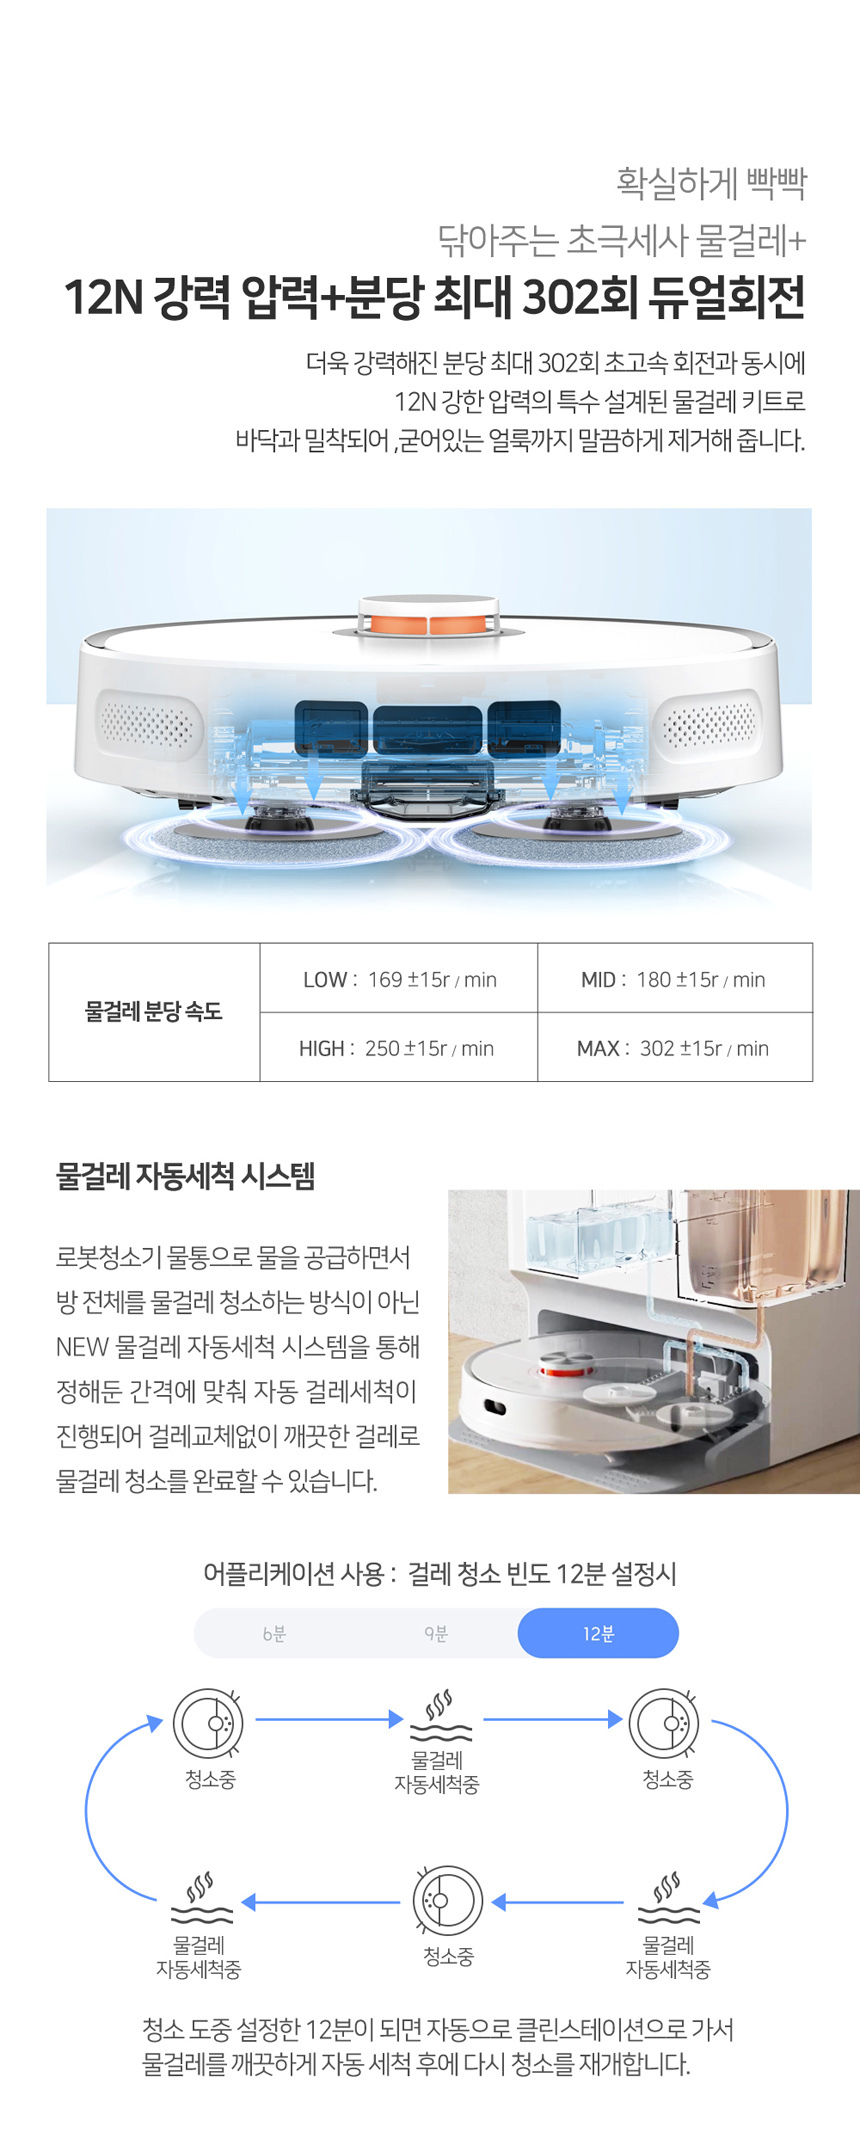 확실하게 빡빡
닦아주는 초극세사 물걸레+
12N 강력 압력+분당 최대 302회 듀얼회전
더욱 강력해진 분당 최대 302회 초고속 회전과 동시에
12N 강한 압력의 특수 설계된 물걸레 키트로
바닥과 밀착되어 ,굳어있는 얼룩까지 말끔하게 제거해 줍니다.
물걸레 분당 속도
LOW : 169 ±15r / min
MID : 180 ±15r / min
HIGH : 250 ±15r / min
MAX : 302 ±15r / min
물걸레 자동세척 시스템
로봇청소기 물통으로 물을 공급하면서
방 전체를 물걸레 청소하는 방식이 아닌
NEW 물걸레 자동세척 시스템을 통해
정해둔 간격에 맞춰 자동 걸레세척이
진행되어 걸레교체없이 깨끗한 걸레로
물걸레 청소를 완료할 수 있습니다.
어플리케이션 사용 : 걸레 청소 빈도 12분 설정시
6분
9분
12분
청소중
물걸레
자동세척중
청소중
물걸레
자동세척중
청소중
물걸레
자동세척중
청소 도중 설정한 12분이 되면 자동으로 클린스테이션으로 가서
물걸레를 깨끗하게 자동 세척 후에 다시 청소를 재개합니다.